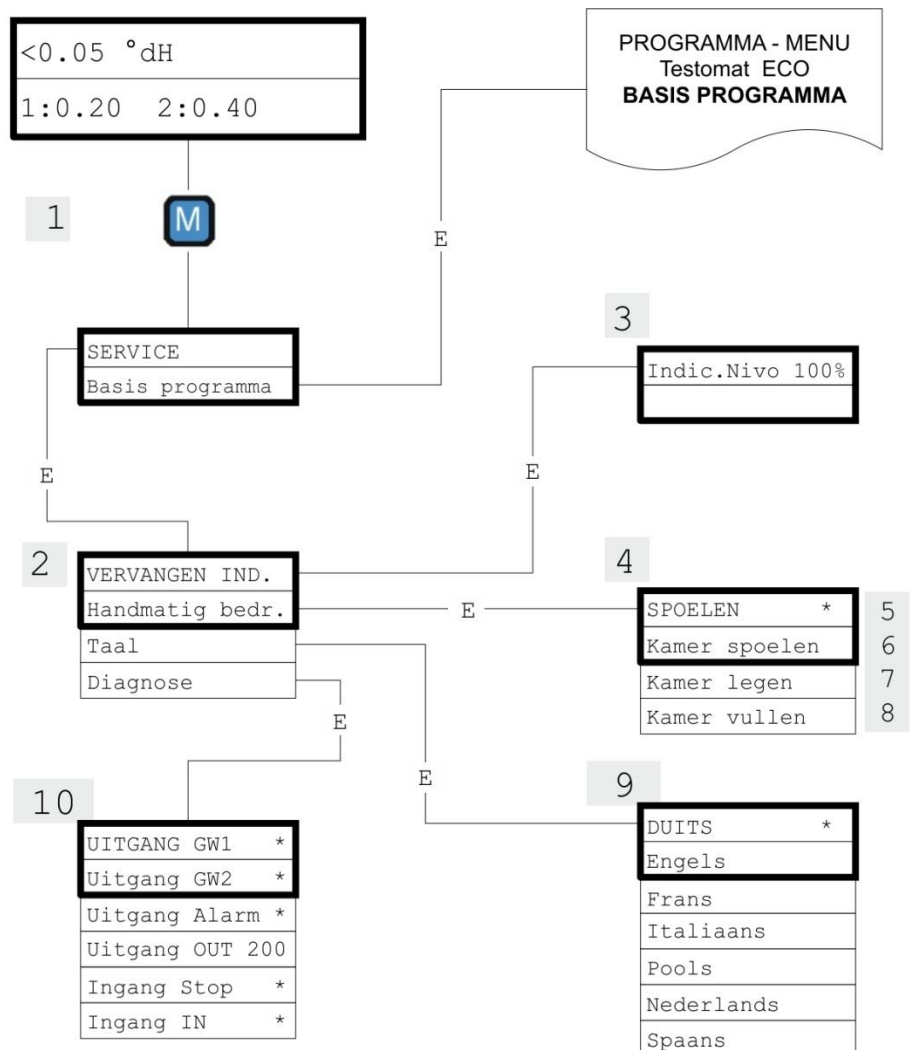 <0.05 °dH
1:0.20 2:0.40
PROGRAMMA - MENU
Testomat ECO
BASIS PROGRAMMA
1
M
E
SERVICE
Basis programma
3
Indic.Nivo 100%
E
E
2
VERVANGEN IND.
Handmatig bedr.
Taal
Diagnose
E
4
SPOELEN *
Kamer spoelen
Kamer legen
Kamer vullen
5
6
7
8
E
E
10
UITGANG GW1 *
Uitgang GW2 *
Uitgang Alarm *
Uitgang OUT 200
Ingang Stop *
Ingang IN *
9
DUITS *
Engels
Frans
Italiaans
Pools
Nederlands
Spaans